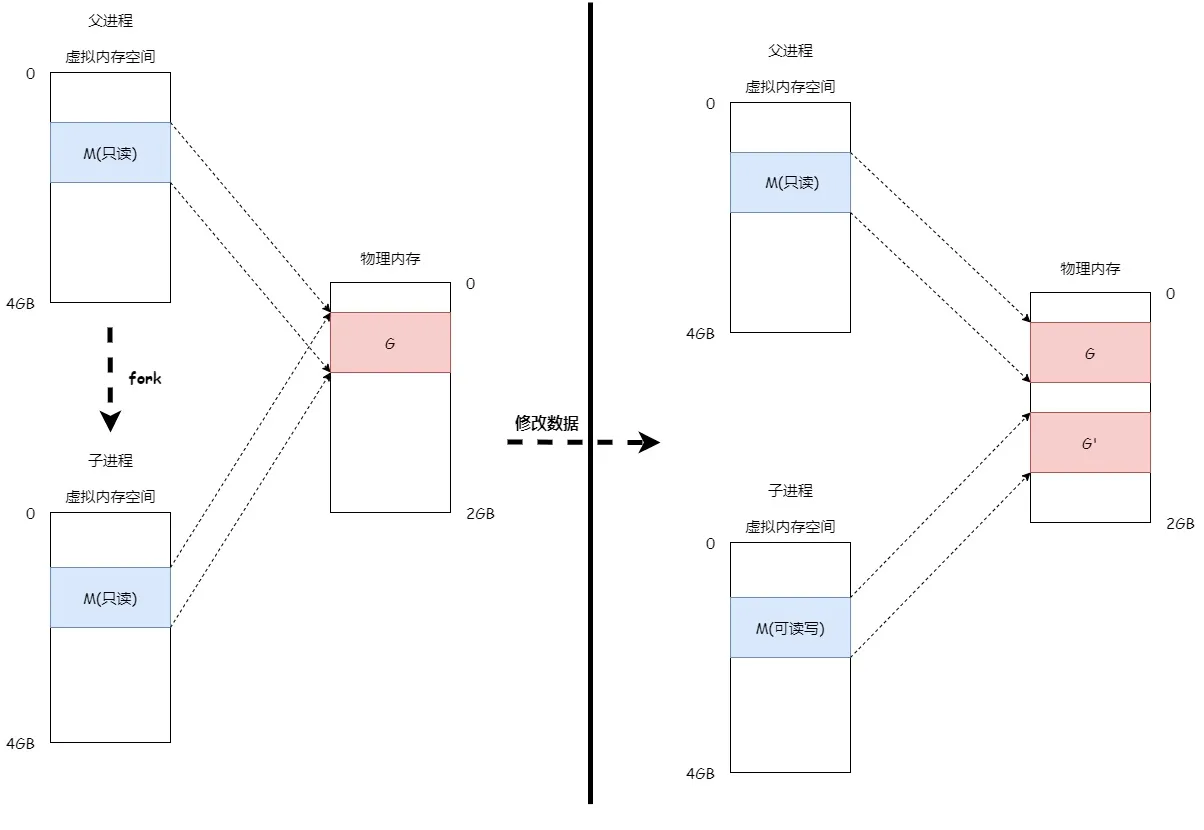 父进程
虚拟内存空间
0
M(只读)
4GB
fork
子进程
虚拟内存空间
0
M(只读)
4GB
物理内存
0
G
2GB
修改数据
父进程
虚拟内存空间
0
M(只读)
4GB
子进程
虚拟内存空间
0
M(可读写)
4GB
物理内存
0
G
G'
2GB